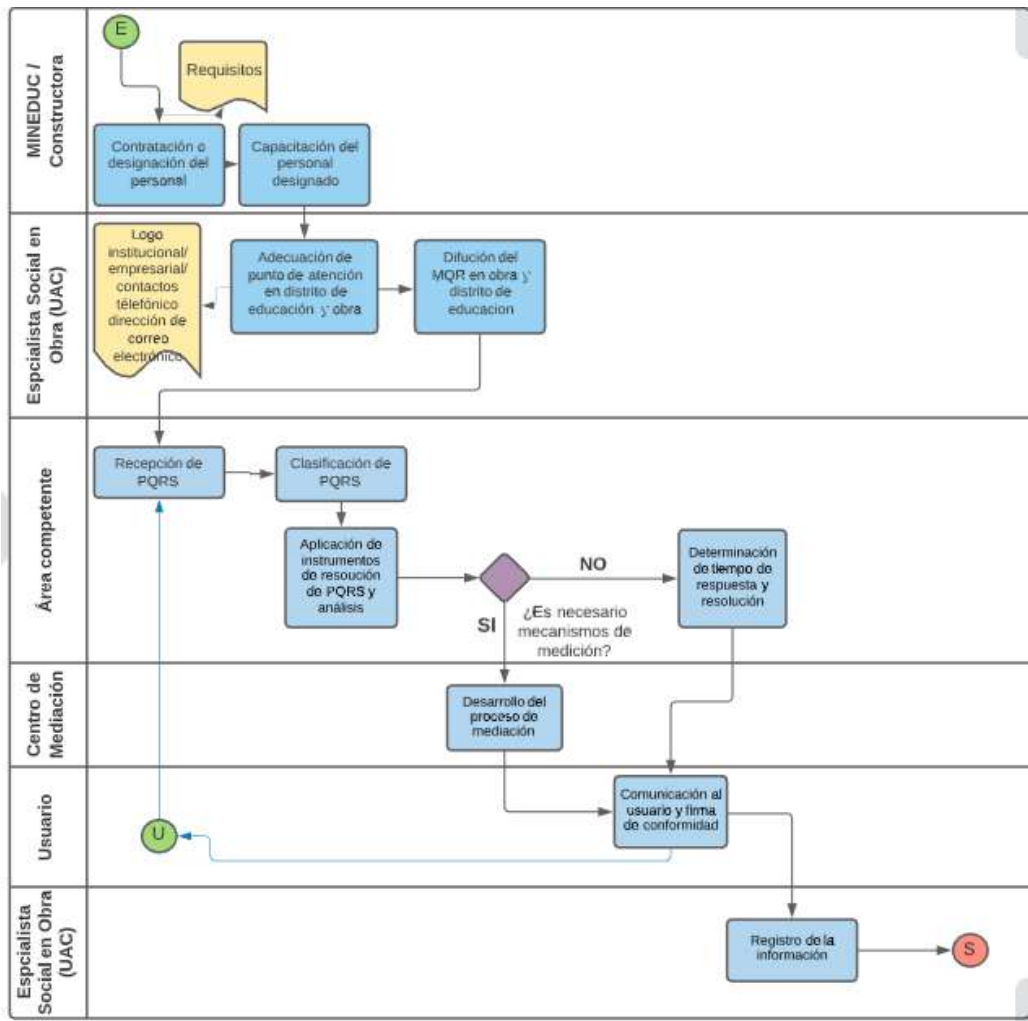 MINEDUC /
Constructora
E
Requisitos
Contratación o
designación del
personal
Capacitación del
personal
designado
Espcialista Social en
Obra (UAC)
Logo
institucional/
empresarial/
contactos
télefónico
dirección de
correo
electrónico
Adecuación de
punto de atención
en distrito de
educación y obra
Difución del
MQR en obra y
distrito de
educacion
Área competente
Recepción de
PQRS
Clasificación de
PQRS
Aplicación de
instrumentos
de resoución
de PQRS y
análisis
NO
SI
¿Es necesario
mecanismos de
medición?
Determinación
de tiempo de
respuesta y
resolución
Centro de
Mediación
Desarrollo del
proceso de
mediación
Usuario
U
Comunicación al
usuario y firma
de conformidad
Espcialista
Social en Obra
(UAC)
Registro de la
información
S